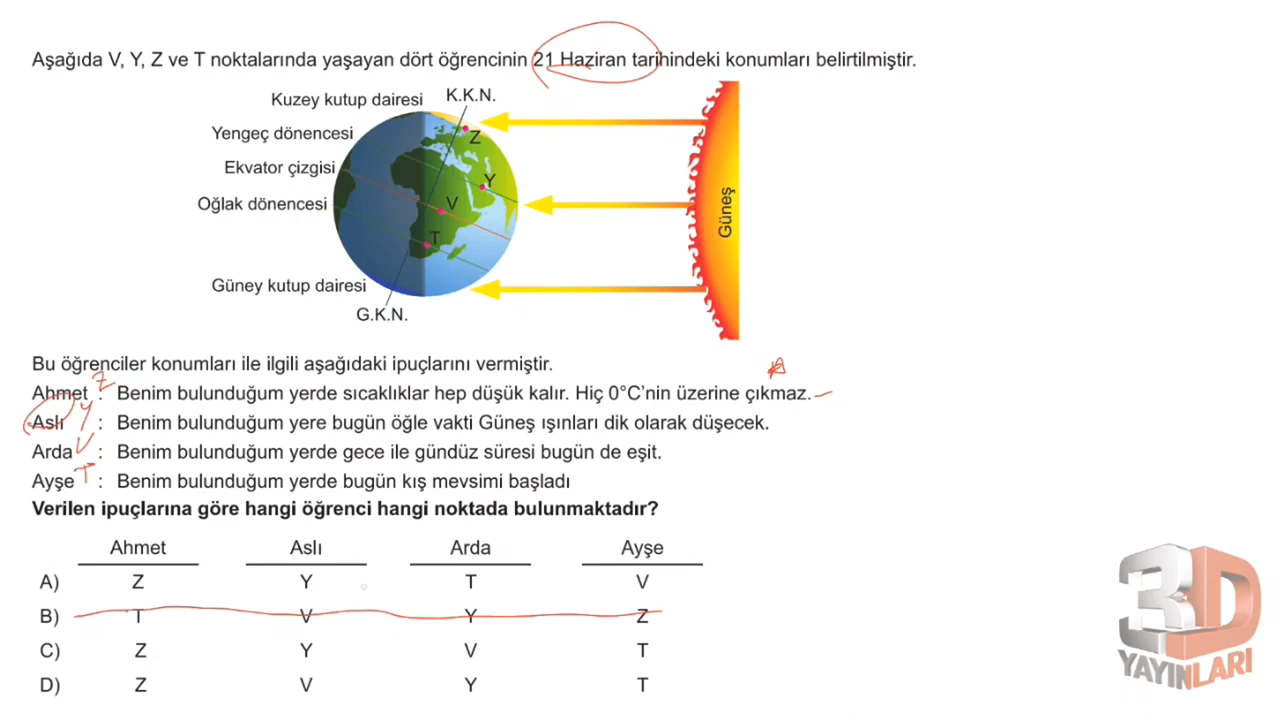 Aşağıda V, Y, Z ve T noktalarında yaşayan dört öğrencinin 21 Haziran tarihindeki konumları belirtilmiştir.
Kuzey kutup dairesi
K.K.N.
Yengeç dönencesi
Z
Ekvator çizgisi
Y
Oğlak dönencesi
V
Güneş
T
Güney kutup dairesi
G.K.N.
Bu öğrenciler konumları ile ilgili aşağıdaki ipuçlarını vermiştir.
Ahmet Z : Benim bulunduğum yerde sıcaklıklar hep düşük kalır. Hiç 0°C'nin üzerine çıkmaz.
Aslı Y : Benim bulunduğum yere bugün öğle vakti Güneş ışınları dik olarak düşecek.
Arda V : Benim bulunduğum yerde gece ile gündüz süresi bugün de eşit.
Ayşe T : Benim bulunduğum yerde bugün kış mevsimi başladı
Verilen ipuçlarına göre hangi öğrenci hangi noktada bulunmaktadır?
Ahmet Aslı Arda Ayşe
A) Z Y T V
B) T V Y Z
C) Z Y V T
D) Z V Y T
3D
YAYINLARI